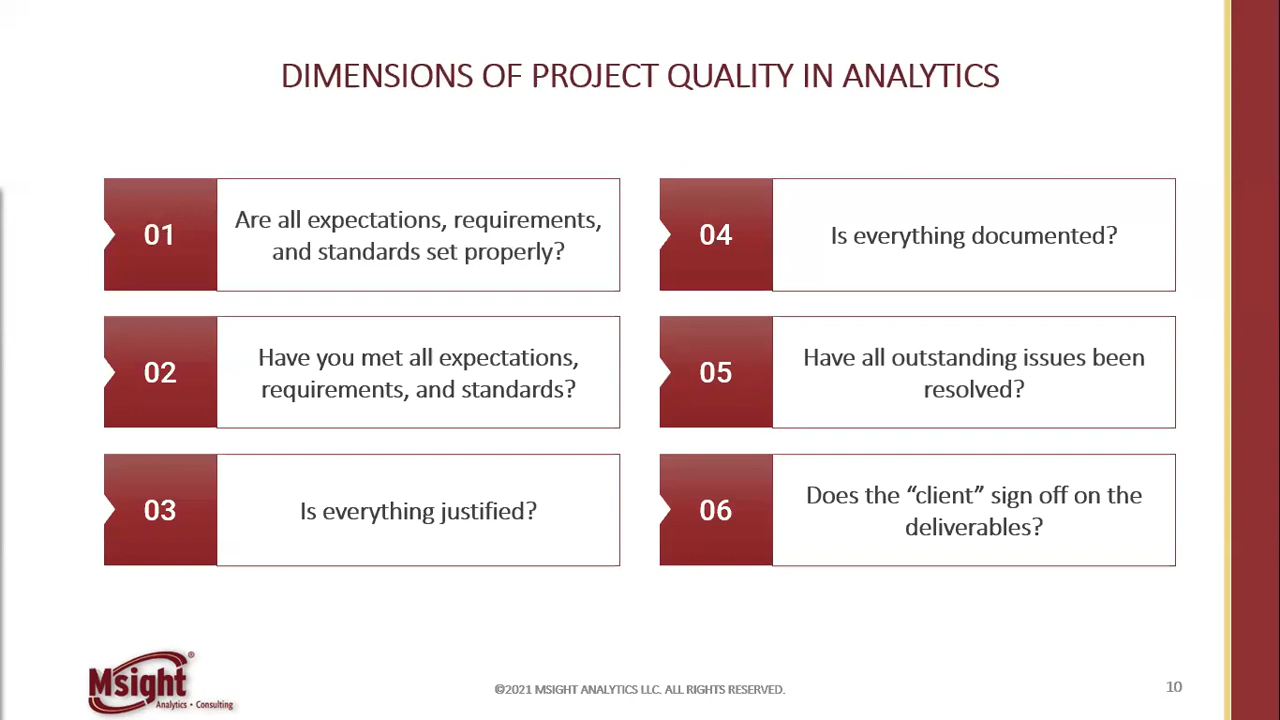 DIMENSIONS OF PROJECT QUALITY IN ANALYTICS
01
Are all expectations, requirements,
and standards set properly?
02
Have you met all expectations,
requirements, and standards?
03
Is everything justified?
04
Is everything documented?
05
Have all outstanding issues been
resolved?
06
Does the “client” sign off on the
deliverables?
Msight®
Analytics • Consulting
©2021 MSIGHT ANALYTICS LLC. ALL RIGHTS RESERVED.
10